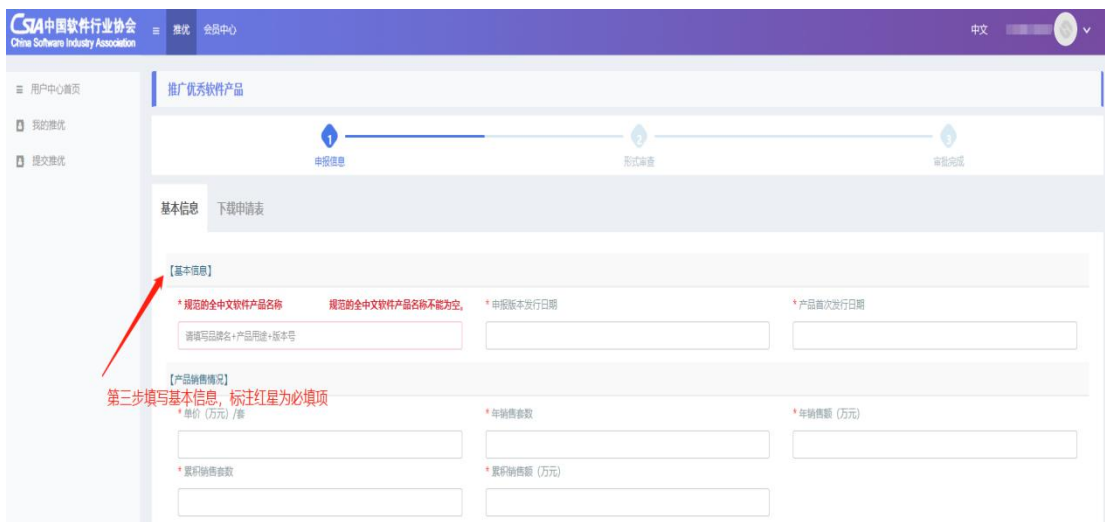 CSIA中国软件行业协会
China Software Industry Association
推优 会员中心
中文
用户中心首页
我的推优
提交推优
推广优秀软件产品
1 2 3
申报信息 形式审查 审批完成
基本信息 下载申请表
【基本信息】
* 规范的全中文软件产品名称 规范的全中文软件产品名称不能为空。 * 申报版本发行日期 * 产品首次发行日期
请填写品牌名+产品用途+版本号
【产品销售情况】
第三步填写基本信息，标注红星为必填项
* 单价（万元）/套 * 年销售套数 * 年销售额（万元）
* 累积销售套数 * 累积销售额（万元）